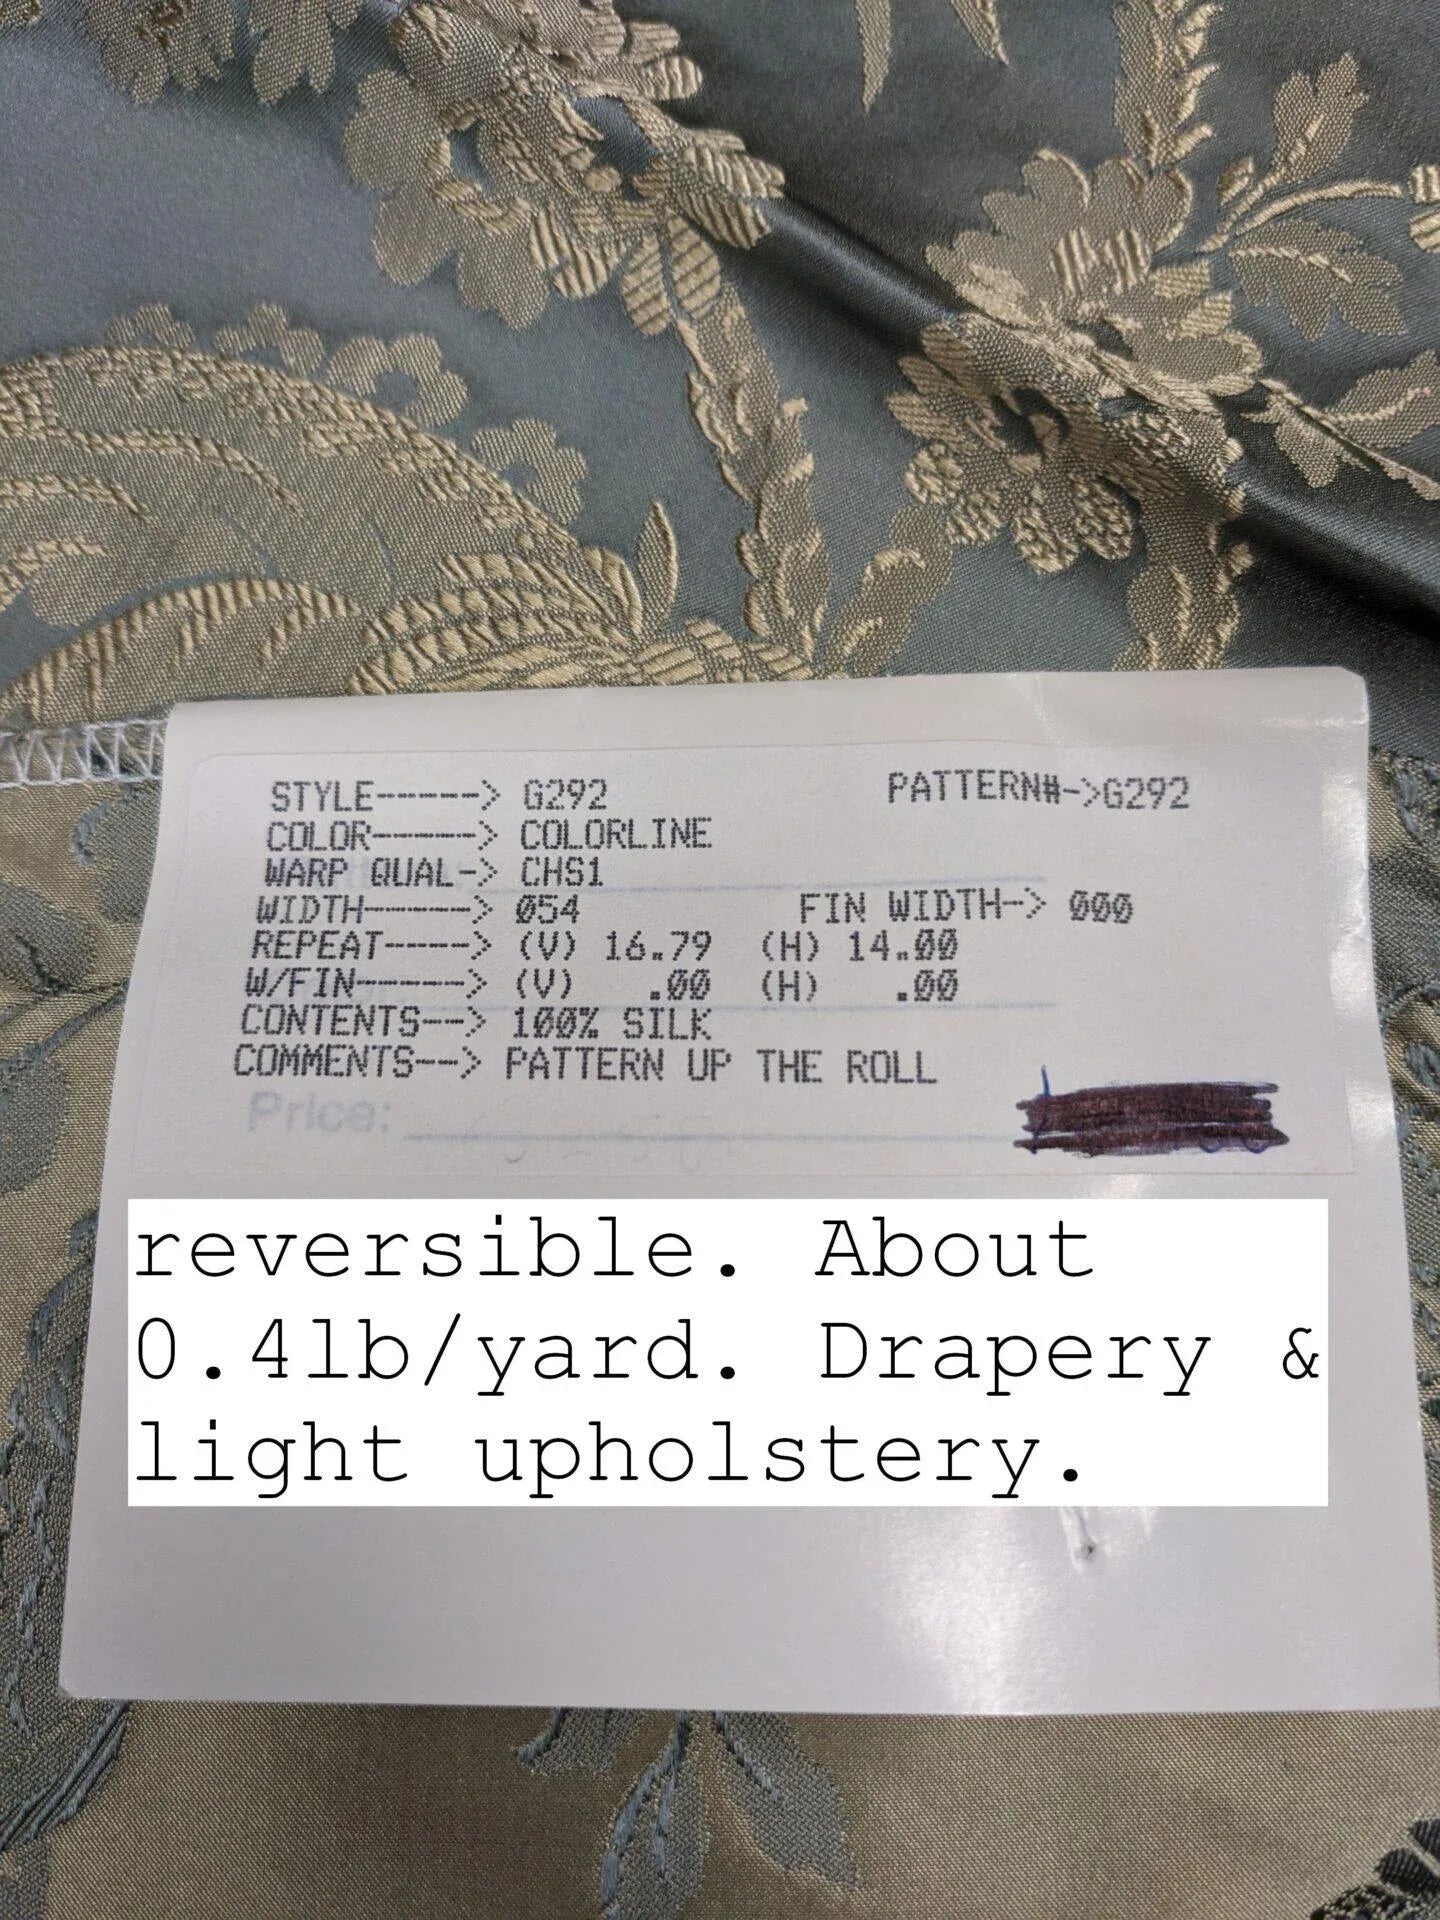 STYLE------> G292 PATTERN#->G292
COLOR------> COLORLINE
WARP QUAL-> CHS1
WIDTH------> 054 FIN WIDTH-> 000
REPEAT-----> (V) 16.79 (H) 14.00
W/FIN------> (V) .00 (H) .00
CONTENTS--> 100% SILK
COMMENTS--> PATTERN UP THE ROLL
Price:
reversible. About
0.4lb/yard. Drapery &
light upholstery.